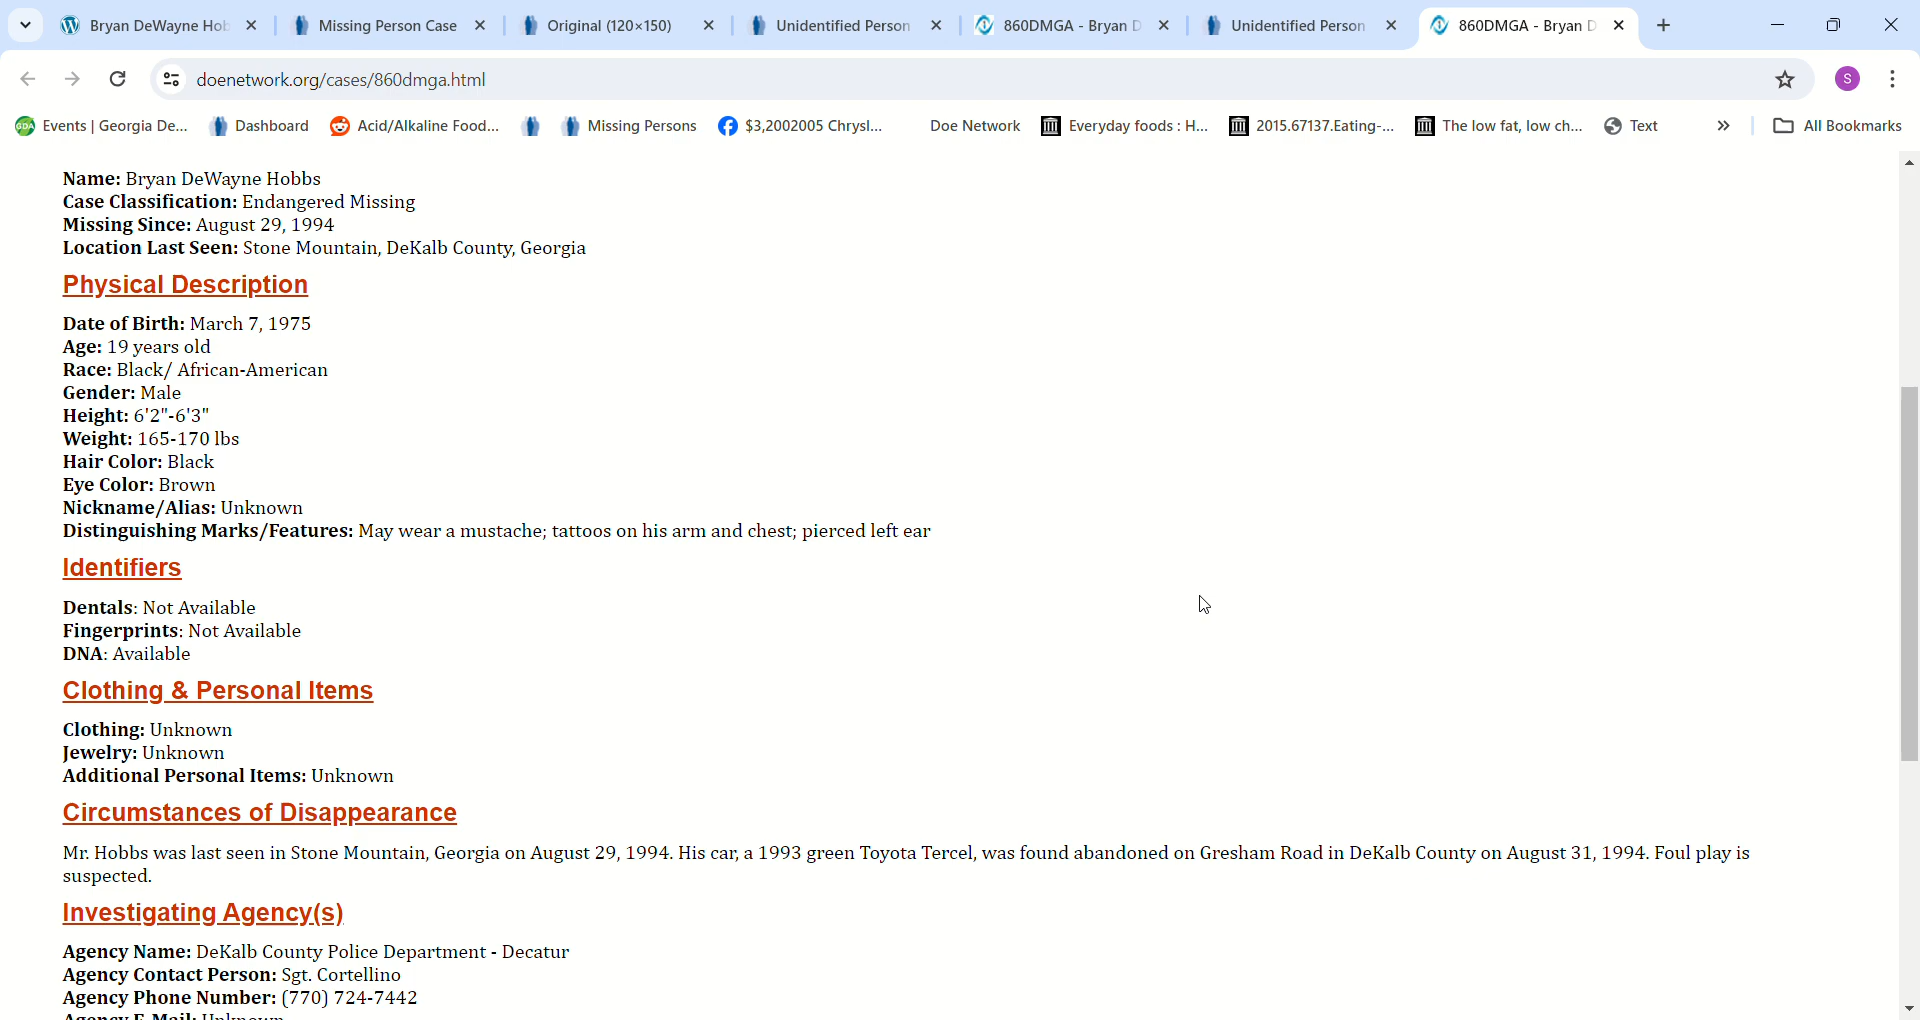 Bryan DeWayne Hob
Missing Person Case
Original (120×150)
Unidentified Person
860DMGA - Bryan D
Unidentified Person
860DMGA - Bryan D
doenetwork.org/cases/860dmga.html
S
Events | Georgia De...
Dashboard
Acid/Alkaline Food...
Missing Persons
$3,2002005 Chrysl...
Doe Network
Everyday foods : H...
2015.67137.Eating-...
The low fat, low ch...
Text
All Bookmarks
Name: Bryan DeWayne Hobbs
Case Classification: Endangered Missing
Missing Since: August 29, 1994
Location Last Seen: Stone Mountain, DeKalb County, Georgia
Physical Description
Date of Birth: March 7, 1975
Age: 19 years old
Race: Black/ African-American
Gender: Male
Height: 6'2"-6'3"
Weight: 165-170 lbs
Hair Color: Black
Eye Color: Brown
Nickname/Alias: Unknown
Distinguishing Marks/Features: May wear a mustache; tattoos on his arm and chest; pierced left ear
Identifiers
Dentals: Not Available
Fingerprints: Not Available
DNA: Available
Clothing & Personal Items
Clothing: Unknown
Jewelry: Unknown
Additional Personal Items: Unknown
Circumstances of Disappearance
Mr. Hobbs was last seen in Stone Mountain, Georgia on August 29, 1994. His car, a 1993 green Toyota Tercel, was found abandoned on Gresham Road in DeKalb County on August 31, 1994. Foul play is
suspected.
Investigating Agency(s)
Agency Name: DeKalb County Police Department - Decatur
Agency Contact Person: Sgt. Cortellino
Agency Phone Number: (770) 724-7442
Agency E-Mail: Unknown